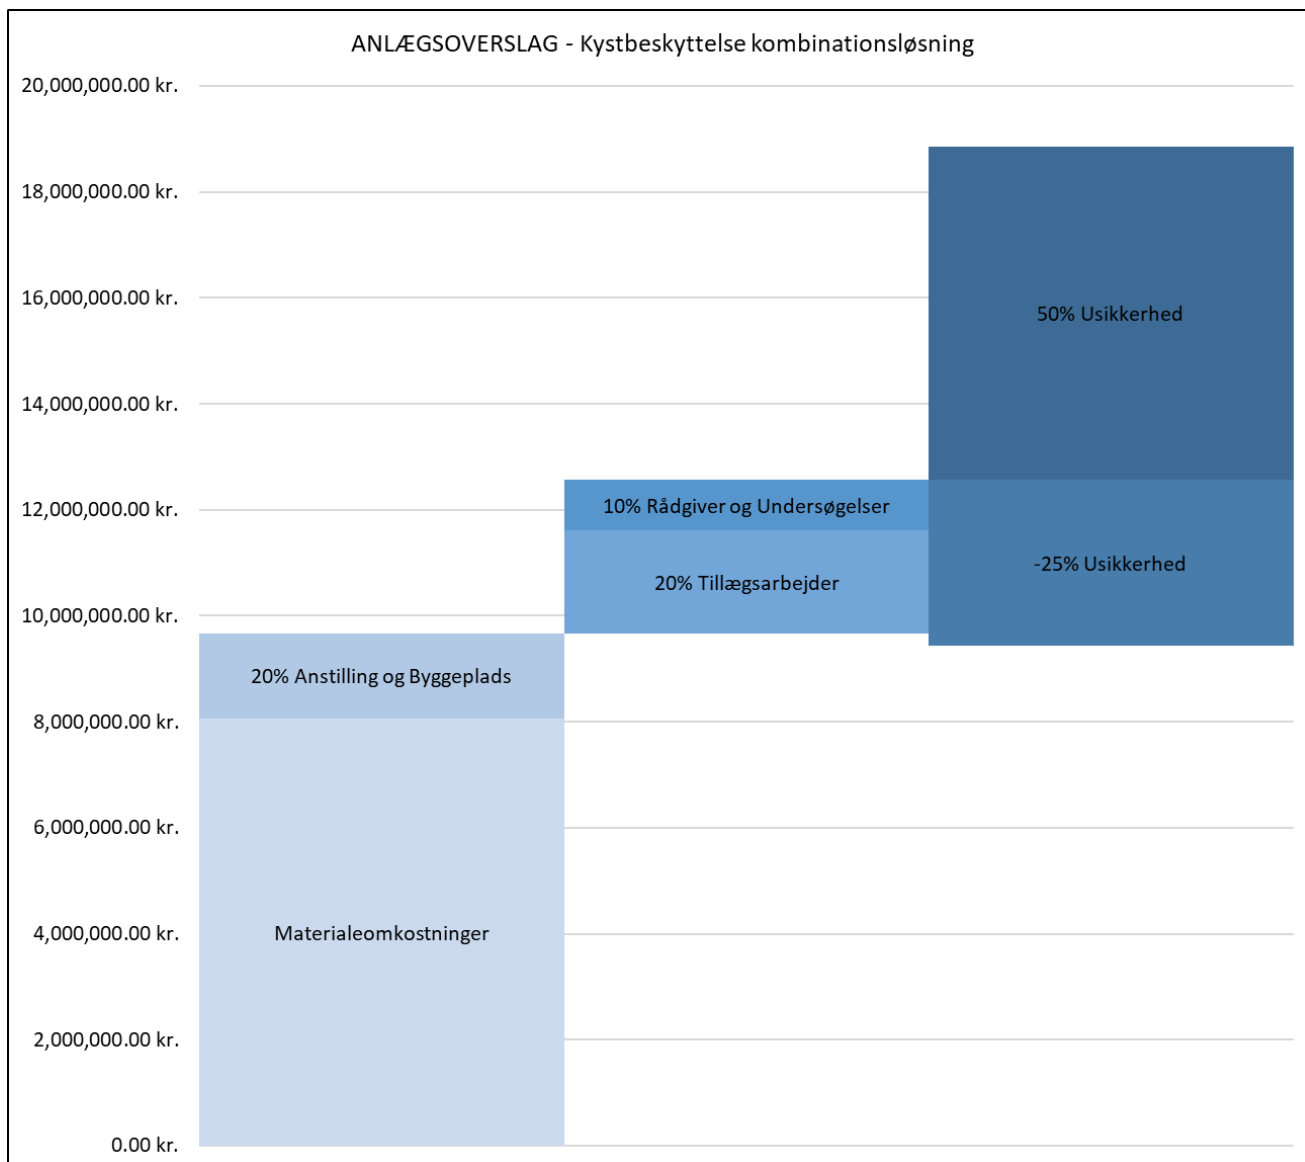 ANLÆGSOVERSLAG - Kystbeskyttelse kombinationsløsning
20,000,000.00 kr.
18,000,000.00 kr.
16,000,000.00 kr.
50% Usikkerhed
14,000,000.00 kr.
12,000,000.00 kr.
10% Rådgiver og Undersøgelser
-25% Usikkerhed
20% Tillægsarbejder
10,000,000.00 kr.
20% Anstilling og Byggeplads
8,000,000.00 kr.
6,000,000.00 kr.
4,000,000.00 kr.
Materialeomkostninger
2,000,000.00 kr.
0.00 kr.